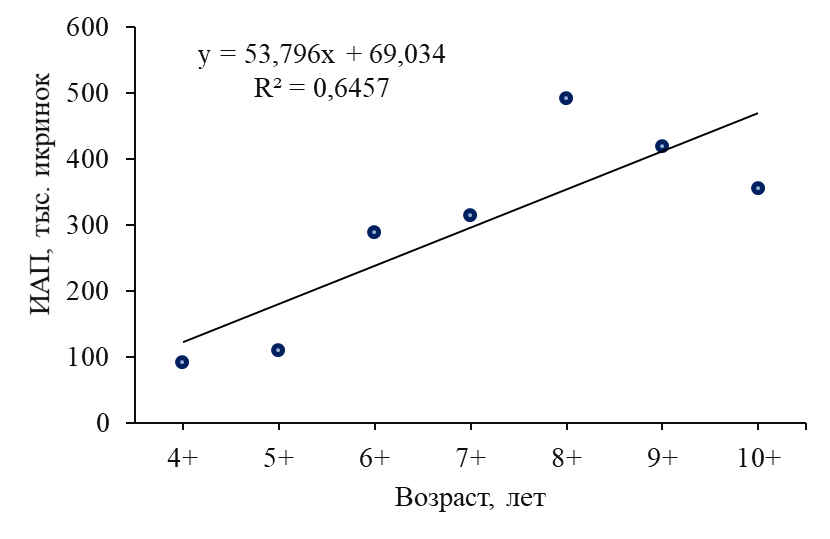 y = 53,796x + 69,034
R² = 0,6457
600
500
400
300
200
100
0
ИАП, тыс. икринок
4+ 5+ 6+ 7+ 8+ 9+ 10+
Возраст, лет